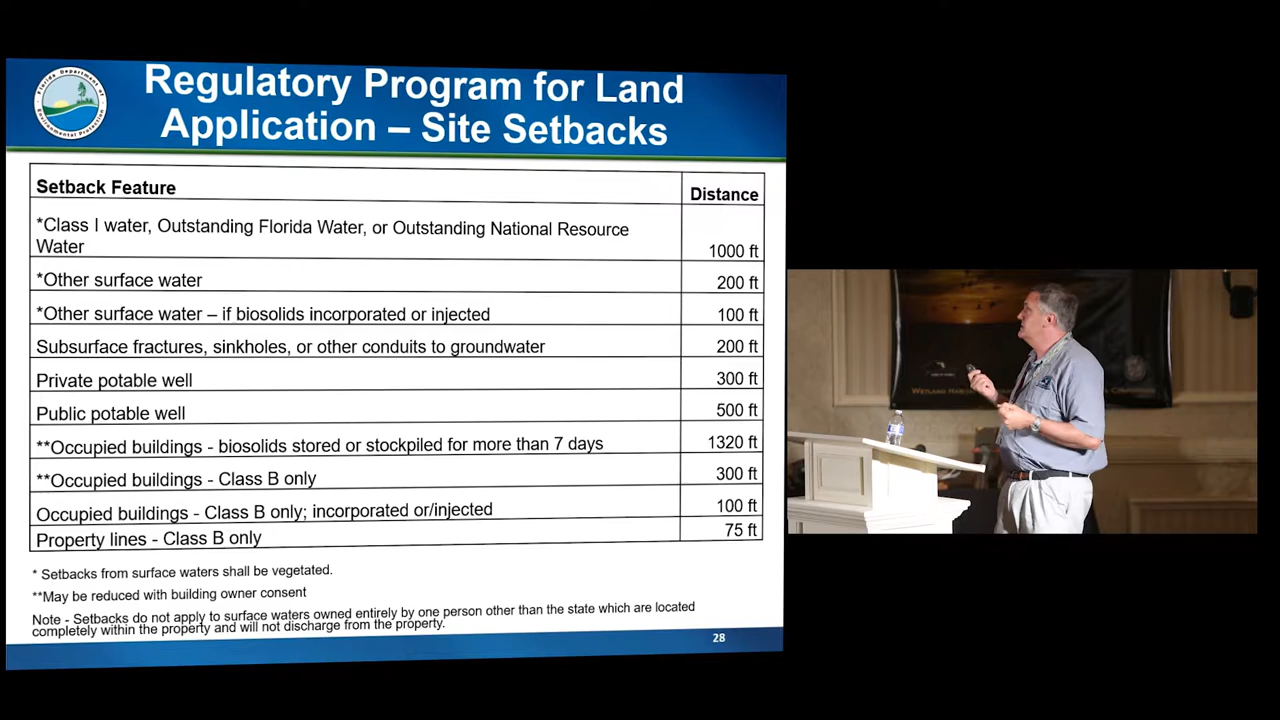 Florida Department of
Environmental Protection
Regulatory Program for Land
Application – Site Setbacks
Setback Feature Distance
*Class I water, Outstanding Florida Water, or Outstanding National Resource
Water 1000 ft
*Other surface water 200 ft
*Other surface water – if biosolids incorporated or injected 100 ft
Subsurface fractures, sinkholes, or other conduits to groundwater 200 ft
Private potable well 300 ft
Public potable well 500 ft
**Occupied buildings - biosolids stored or stockpiled for more than 7 days 1320 ft
**Occupied buildings - Class B only 300 ft
Occupied buildings - Class B only; incorporated or/injected 100 ft
Property lines - Class B only 75 ft
* Setbacks from surface waters shall be vegetated.
**May be reduced with building owner consent
Note - Setbacks do not apply to surface waters owned entirely by one person other than the state which are located
completely within the property and will not discharge from the property.
28